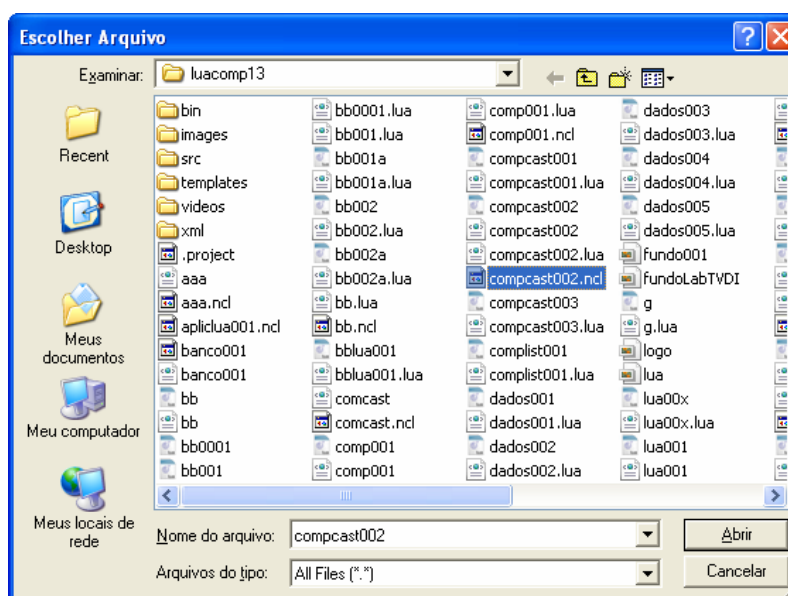 Escolher Arquivo
Examinar: luacomp13
Recent
Desktop
Meus
documentos
Meu computador
Meus locais de
rede
bin
images
src
templates
videos
xml
.project
aaa
aaa.ncl
apliclua001.ncl
banco001
banco001
bb
bb
bb0001
bb001
bb0001.lua
bb001.lua
bb001a
bb001a.lua
bb002
bb002.lua
bb002a
bb002a.lua
bb.lua
bb.ncl
bblua001
bblua001.lua
comcast
comcast.ncl
comp001
comp001
comp001.lua
comp001.ncl
compcast001
compcast001.lua
compcast002
compcast002
compcast002.lua
compcast002.ncl
compcast003
compcast003.lua
complist001
complist001.lua
dados001
dados001.lua
dados002
dados002.lua
dados003
dados003.lua
dados004
dados004.lua
dados005
dados005.lua
fundo001
fundoLabTVDI
g
g.lua
logo
lua
lua00x
lua00x.lua
lua001
lua001
Nome do arquivo: compcast002 Abrir
Arquivos do tipo: All Files (*.*) Cancelar